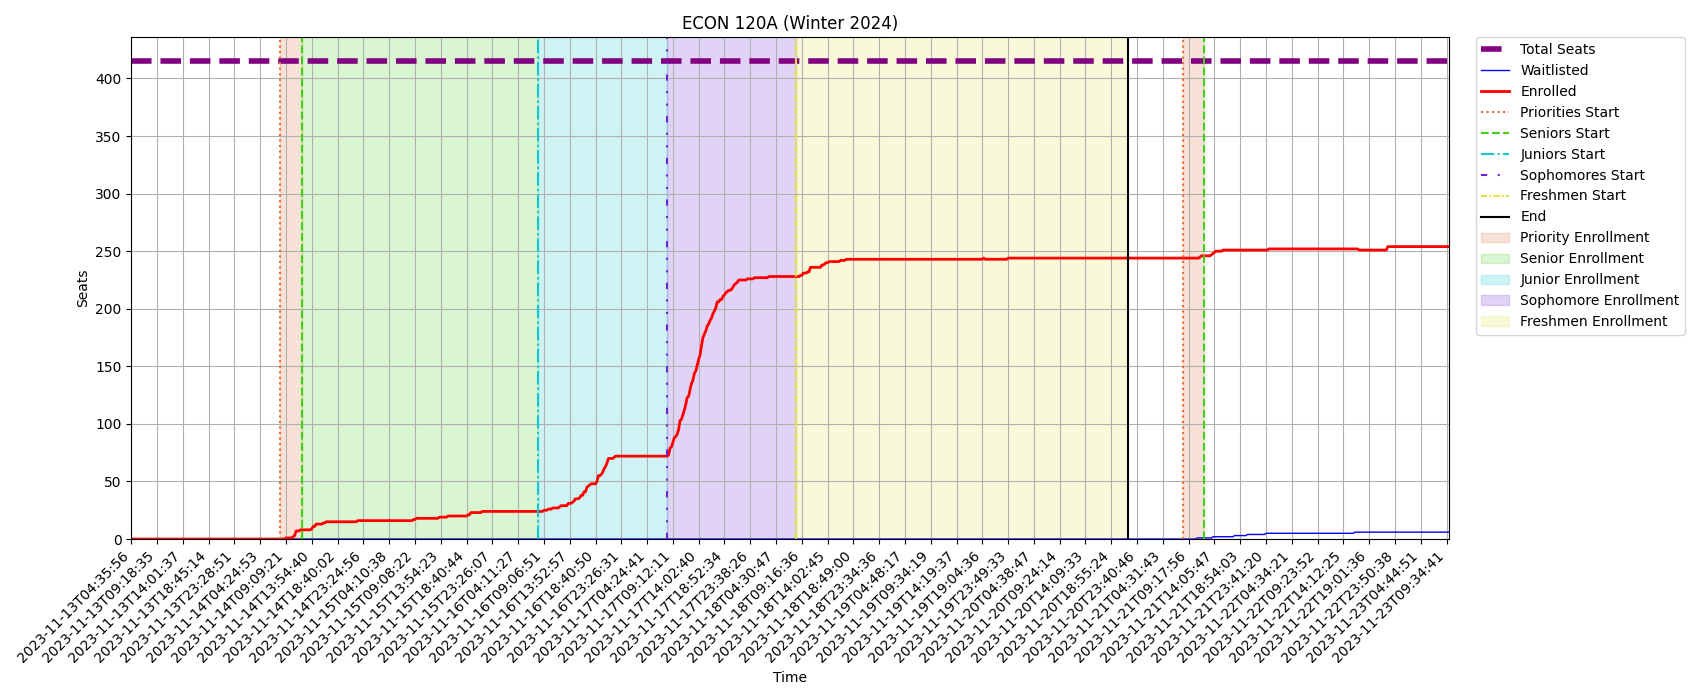 ECON 120A (Winter 2024)
Seats
400
350
300
250
200
150
100
50
0
2023-11-13T04:35:56
2023-11-13T09:18:35
2023-11-13T14:01:37
2023-11-13T18:45:14
2023-11-13T23:28:51
2023-11-14T04:24:53
2023-11-14T09:09:21
2023-11-14T13:54:40
2023-11-14T18:40:02
2023-11-14T23:24:56
2023-11-15T04:10:38
2023-11-15T09:08:22
2023-11-15T13:54:23
2023-11-15T18:40:44
2023-11-15T23:26:07
2023-11-16T04:11:27
2023-11-16T09:06:51
2023-11-16T13:52:57
2023-11-16T18:40:50
2023-11-16T23:26:31
2023-11-17T04:24:41
2023-11-17T09:12:11
2023-11-17T14:02:40
2023-11-17T18:52:34
2023-11-17T23:38:26
2023-11-18T04:30:47
2023-11-18T09:16:36
2023-11-18T14:02:45
2023-11-18T18:49:00
2023-11-18T23:34:36
2023-11-19T04:48:17
2023-11-19T09:34:19
2023-11-19T14:19:37
2023-11-19T19:04:36
2023-11-19T23:49:33
2023-11-20T04:38:47
2023-11-20T09:24:14
2023-11-20T14:09:33
2023-11-20T18:55:24
2023-11-20T23:40:46
2023-11-21T04:31:43
2023-11-21T09:17:56
2023-11-21T14:05:47
2023-11-21T18:54:03
2023-11-21T23:41:20
2023-11-22T04:34:21
2023-11-22T09:23:52
2023-11-22T14:12:25
2023-11-22T19:01:36
2023-11-22T23:50:38
2023-11-23T04:44:51
2023-11-23T09:34:41
Time
Total Seats
Waitlisted
Enrolled
Priorities Start
Seniors Start
Juniors Start
Sophomores Start
Freshmen Start
End
Priority Enrollment
Senior Enrollment
Junior Enrollment
Sophomore Enrollment
Freshmen Enrollment